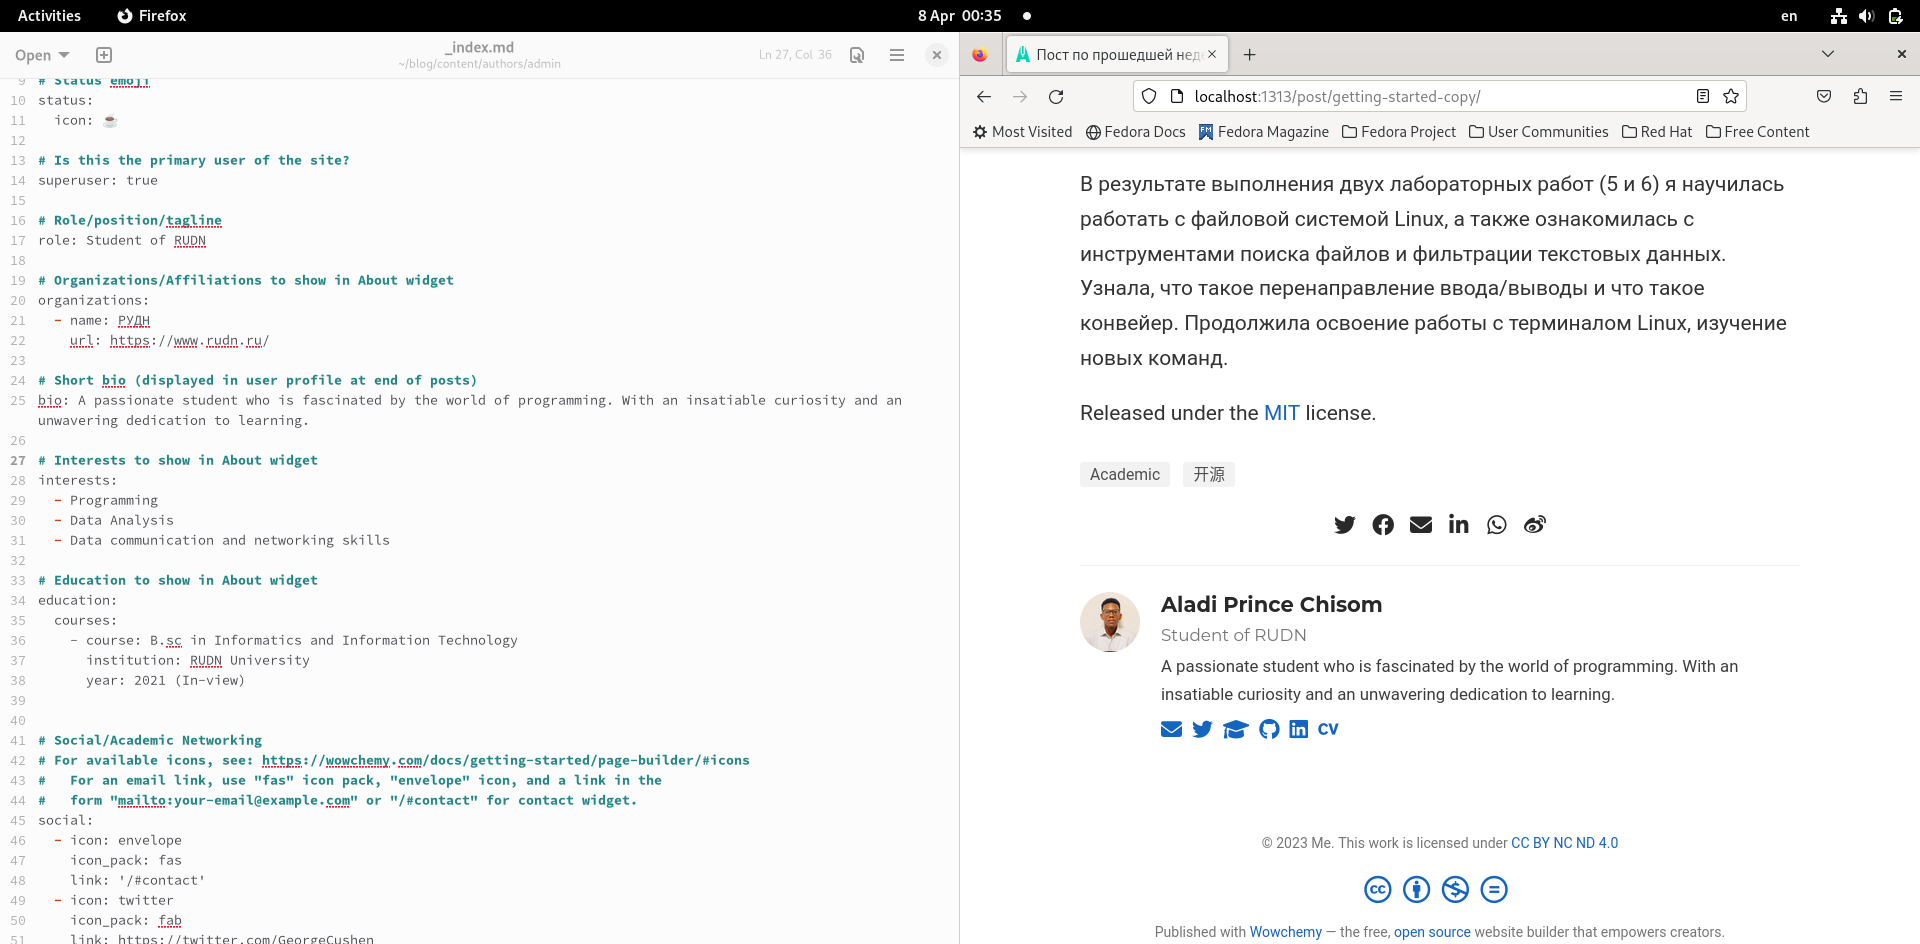 Activities
Firefox
8 Apr 00:35
en
Open
_index.md
~/blog/content/authors/admin
Ln 27, Col 36
9 # Status emoji
10 status:
11 icon: ☕
12
13 # Is this the primary user of the site?
14 superuser: true
15
16 # Role/position/tagline
17 role: Student of RUDN
18
19 # Organizations/Affiliations to show in About widget
20 organizations:
21 - name: РУДН
22 url: https://www.rudn.ru/
23
24 # Short bio (displayed in user profile at end of posts)
25 bio: A passionate student who is fascinated by the world of programming. With an insatiable curiosity and an
unwavering dedication to learning.
26
27 # Interests to show in About widget
28 interests:
29 - Programming
30 - Data Analysis
31 - Data communication and networking skills
32
33 # Education to show in About widget
34 education:
35 courses:
36 - course: B.sc in Informatics and Information Technology
37 institution: RUDN University
38 year: 2021 (In-view)
39
40
41 # Social/Academic Networking
42 # For available icons, see: https://wowchemy.com/docs/getting-started/page-builder/#icons
43 # For an email link, use "fas" icon pack, "envelope" icon, and a link in the
44 # form "mailto:your-email@example.com" or "/#contact" for contact widget.
45 social:
46 - icon: envelope
47 icon_pack: fas
48 link: '/#contact'
49 - icon: twitter
50 icon_pack: fab
51 link: https://twitter.com/GeorgeCushen
Пост по прошедшей нед
localhost:1313/post/getting-started-copy/
Most Visited
Fedora Docs
Fedora Magazine
Fedora Project
User Communities
Red Hat
Free Content
В результате выполнения двух лабораторных работ (5 и 6) я научилась
работать с файловой системой Linux, а также ознакомилась с
инструментами поиска файлов и фильтрации текстовых данных.
Узнала, что такое перенаправление ввода/выводы и что такое
конвейер. Продолжила освоение работы с терминалом Linux, изучение
новых команд.
Released under the MIT license.
Academic
开源
Aladi Prince Chisom
Student of RUDN
A passionate student who is fascinated by the world of programming. With an
insatiable curiosity and an unwavering dedication to learning.
CV
© 2023 Me. This work is licensed under CC BY NC ND 4.0
Published with Wowchemy — the free, open source website builder that empowers creators.